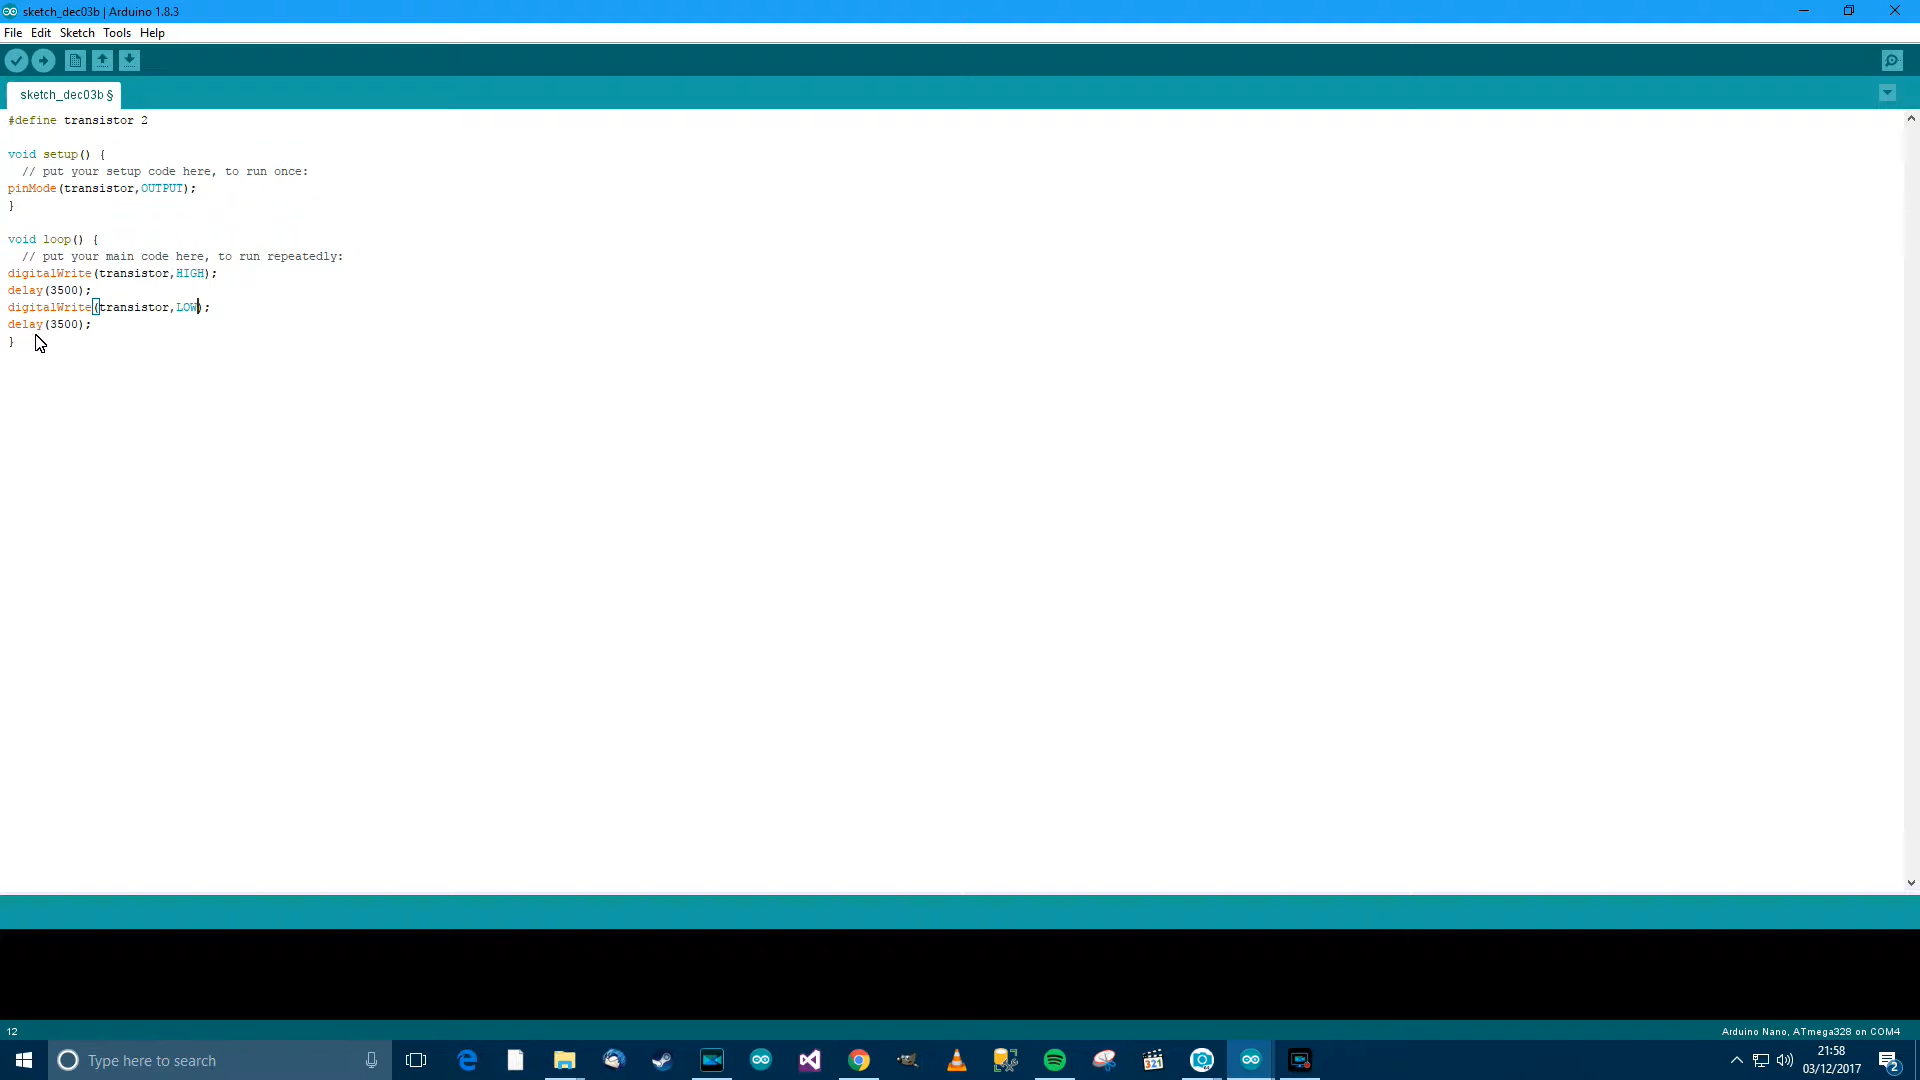 sketch_dec03b | Arduino 1.8.3
File Edit Sketch Tools Help
sketch_dec03b §
#define transistor 2
void setup() {
// put your setup code here, to run once:
pinMode(transistor,OUTPUT);
}
void loop() {
// put your main code here, to run repeatedly:
digitalWrite(transistor,HIGH);
delay(3500);
digitalWrite(transistor,LOW);
delay(3500);
}
12
Arduino Nano, ATmega328 on COM4
Type here to search
321
21:58
03/12/2017
2